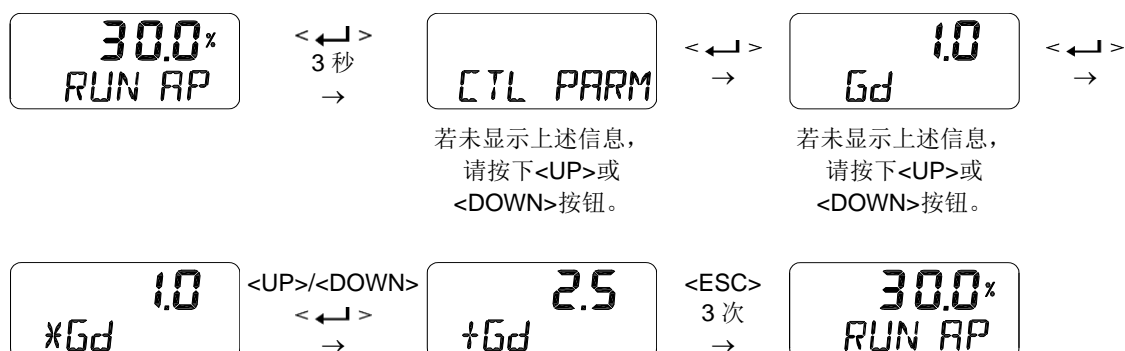 30.0%
RUN AP
<↵>
3 秒
→
CTL PARM
若未显示上述信息，
请按下<UP>或
<DOWN>按钮。
<↵>
→
1.0
Gd
若未显示上述信息，
请按下<UP>或
<DOWN>按钮。
<↵>
→
1.0
*Gd
<UP>/<DOWN>
<↵>
→
2.5
+Gd
<ESC>
3 次
→
30.0%
RUN AP